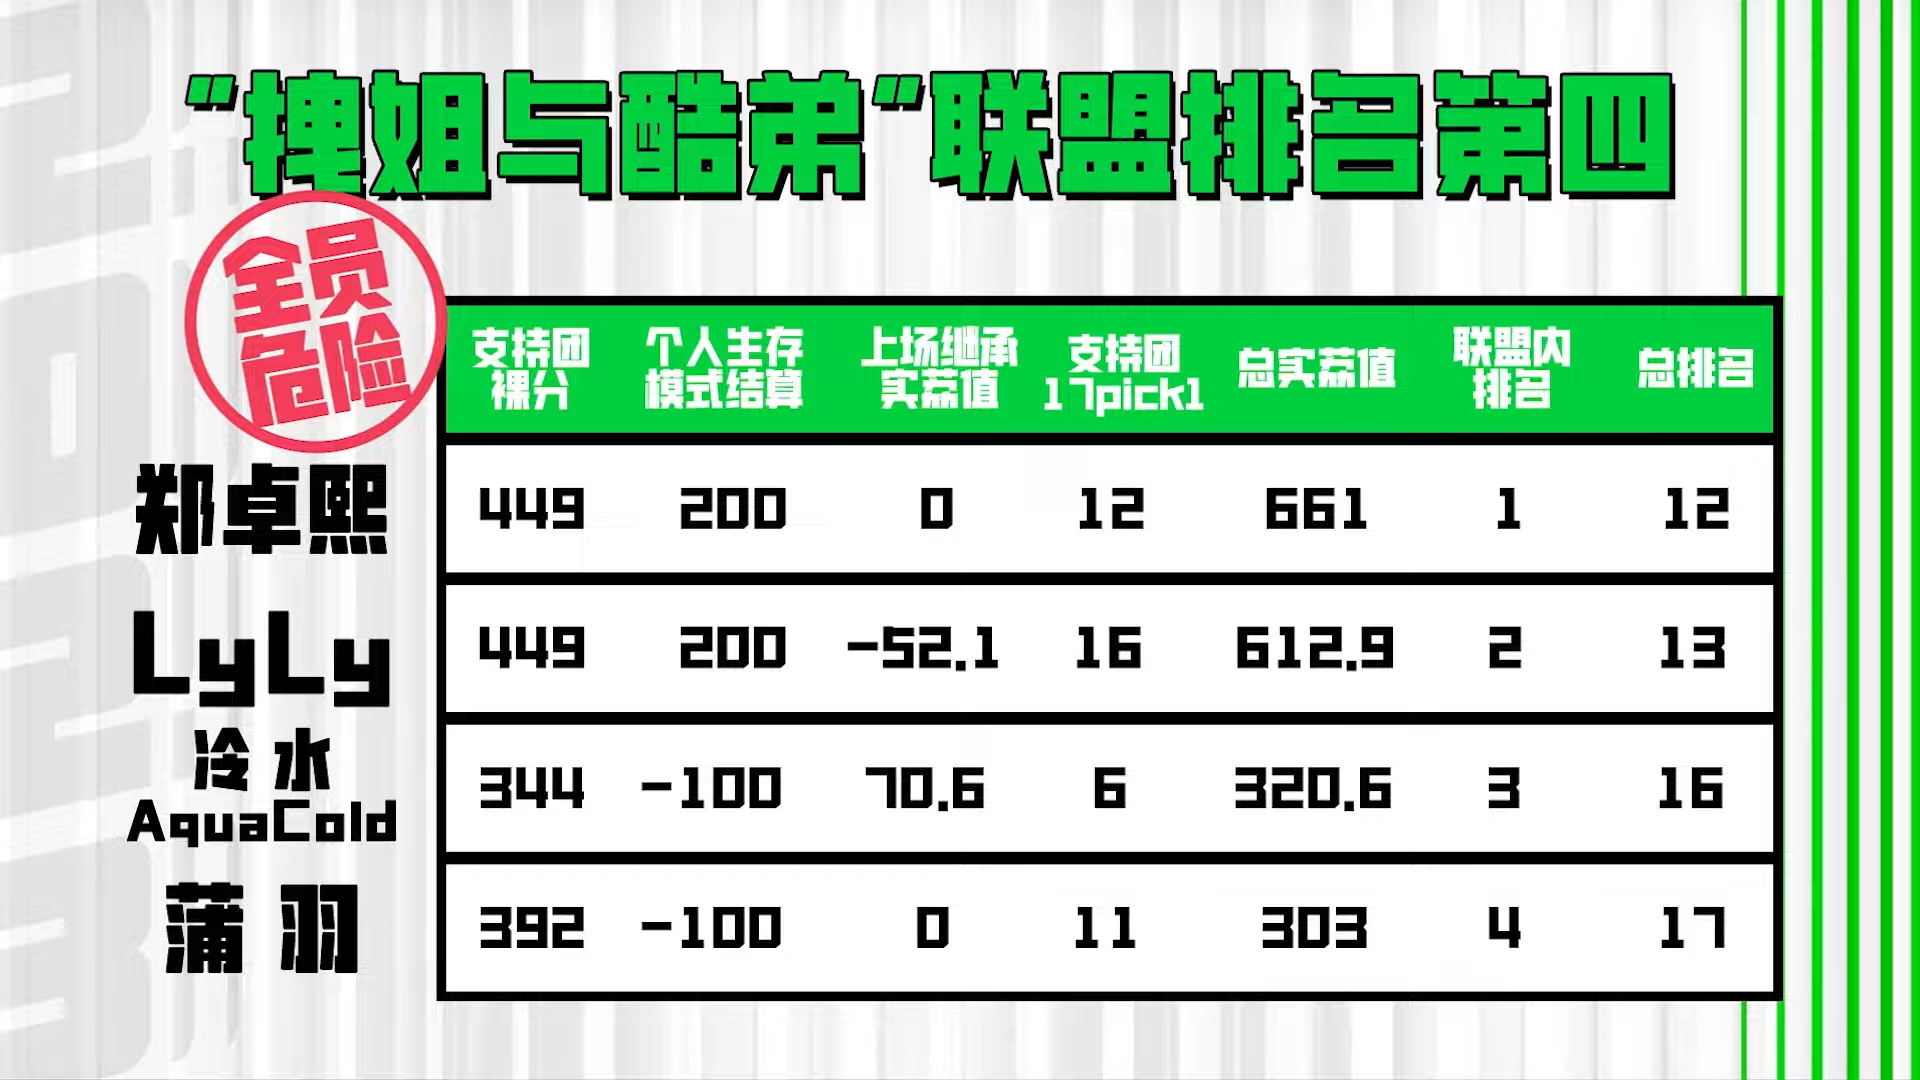 “拽姐与酷弟”联盟排名第四
全员
危险
支持团
裸分
个人生存
模式结算
上场继承
实荔值
支持团
17pick1
总实荔值
联盟内
排名
总排名
郑卓熙 449 200 0 12 661 1 12
LyLy 449 200 -52.1 16 612.9 2 13
冷水
AquaCold 344 -100 70.6 6 320.6 3 16
蒲羽 392 -100 0 11 303 4 17